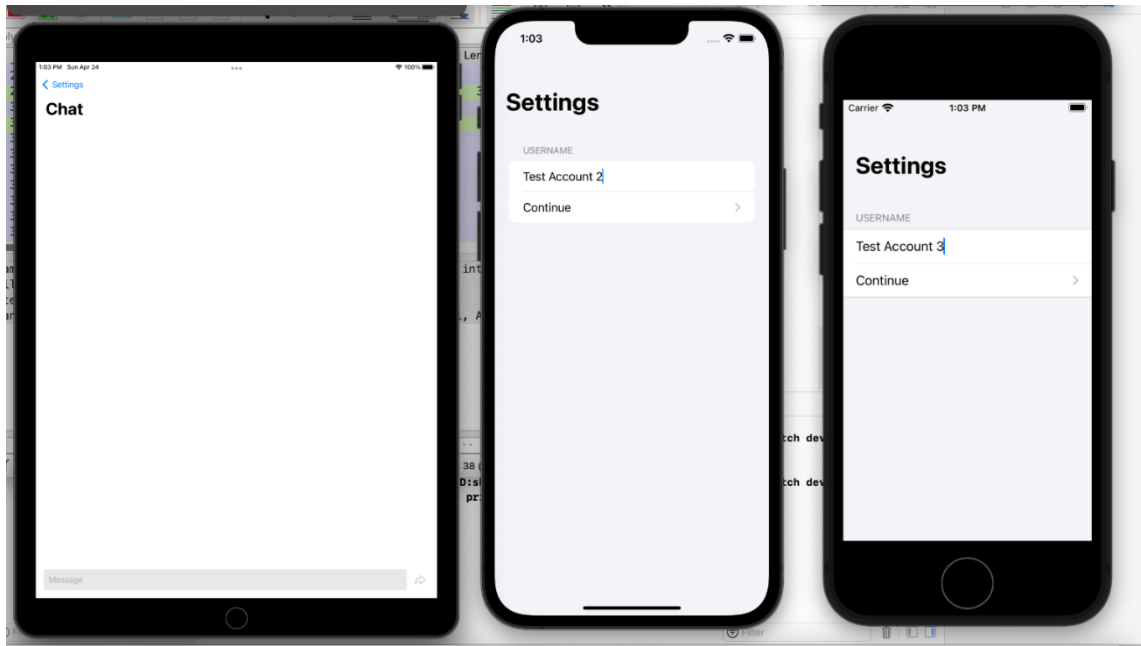 1:03 PM Sun Apr 24
100%
Settings
Chat
Message
1:03
Settings
USERNAME
Test Account 2
Continue
Carrier
1:03 PM
Settings
USERNAME
Test Account 3
Continue
Filter